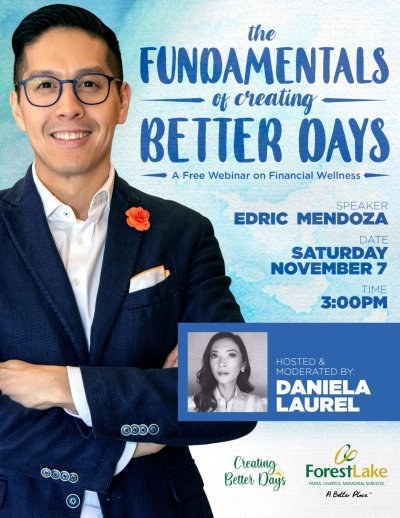 the
FUNDAMENTALS
of creating
BETTER DAYS
A Free Webinar on Financial Wellness
SPEAKER
EDRIC MENDOZA
DATE
SATURDAY
NOVEMBER 7
TIME
3:00PM
HOSTED &
MODERATED BY:
DANIELA
LAUREL
Creating
Better Days
ForestLake
PARKS. CHAPELS. MEMORIAL SERVICES.
A Better Place™